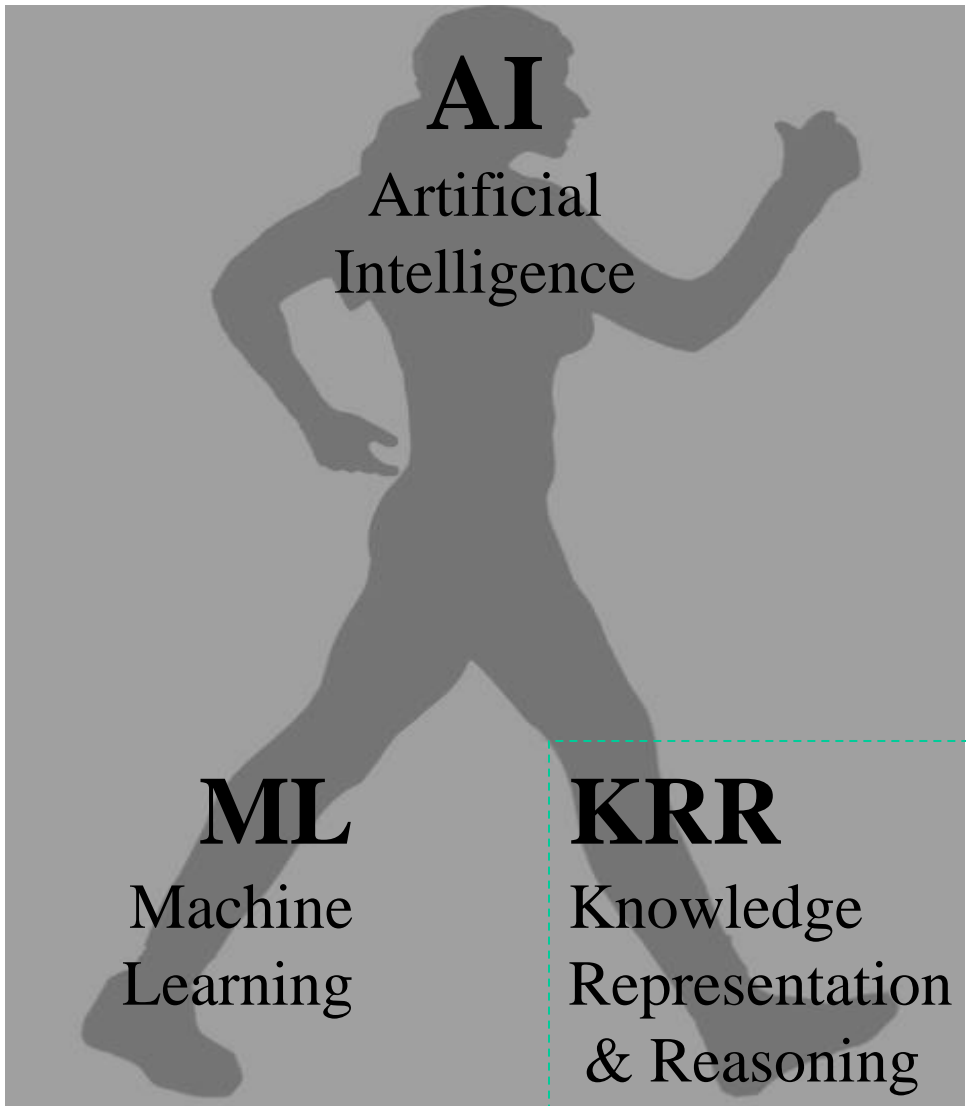 AI
Artificial
Intelligence
ML
Machine
Learning
KRR
Knowledge
Representation
& Reasoning